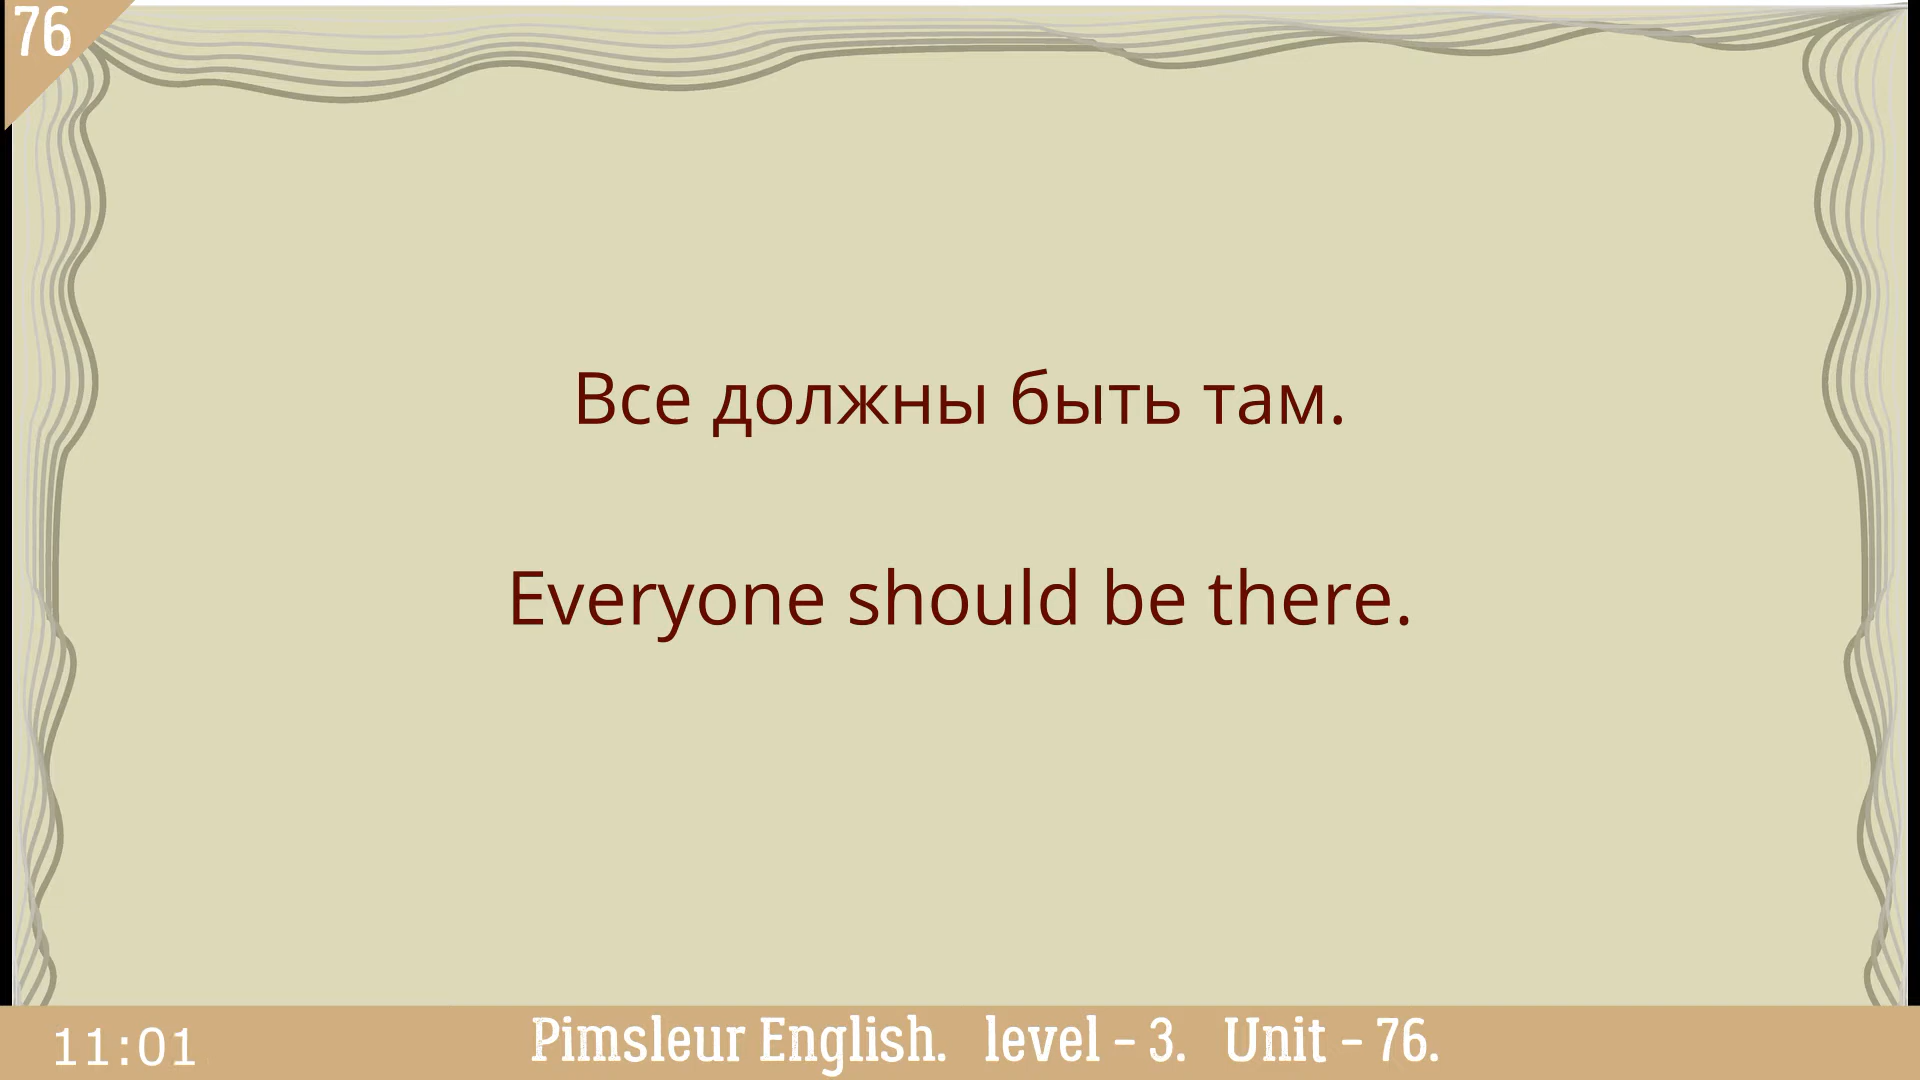 76
Все должны быть там.
Everyone should be there.
11:01
Pimsleur English. level – 3. Unit – 76.